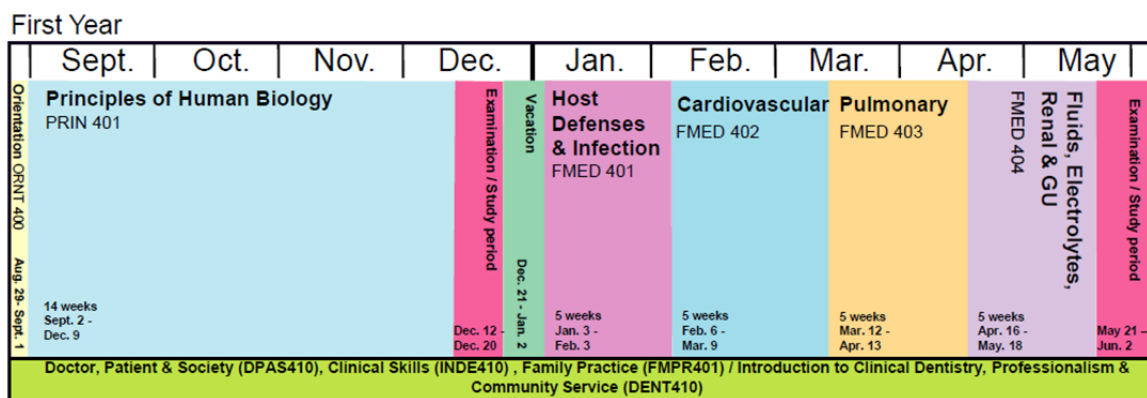 First Year
Sept.
Oct.
Nov.
Dec.
Jan.
Feb.
Mar.
Apr.
May
Orientation ORNT 400
Aug. 29- Sept. 1
Principles of Human Biology
PRIN 401
14 weeks
Sept. 2 -
Dec. 9
Examination / Study period
Dec. 12 -
Dec. 20
Vacation
Dec. 21 - Jan. 2
Host
Defenses
& Infection
FMED 401
5 weeks
Jan. 3 -
Feb. 3
Cardiovascular
FMED 402
5 weeks
Feb. 6 -
Mar. 9
Pulmonary
FMED 403
5 weeks
Mar. 12 -
Apr. 13
Fluids, Electrolytes,
Renal & GU
FMED 404
5 weeks
Apr. 16 -
May. 18
Examination / Study period
May 21 -
Jun. 2
Doctor, Patient & Society (DPAS410), Clinical Skills (INDE410) , Family Practice (FMPR401) / Introduction to Clinical Dentistry, Professionalism &
Community Service (DENT410)